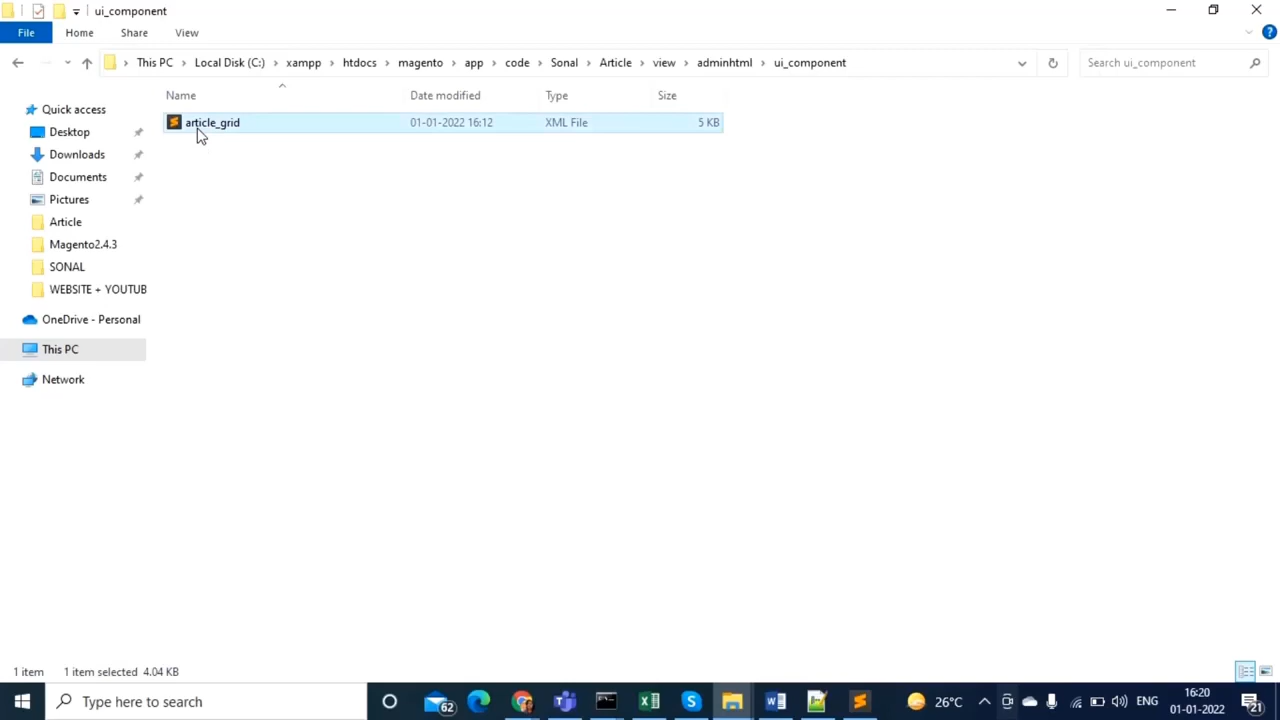 ui_component
File Home Share View
This PC Local Disk (C:) xampp htdocs magento app code Sonal Article view adminhtml ui_component Search ui_component
Name Date modified Type Size
Quick access
article_grid 01-01-2022 16:12 XML File 5 KB
Desktop
Downloads
Documents
Pictures
Article
Magento2.4.3
SONAL
WEBSITE + YOUTUB
OneDrive - Personal
This PC
Network
1 item 1 item selected 4.04 KB
Type here to search 62 26°C ENG 16:20 01-01-2022 21